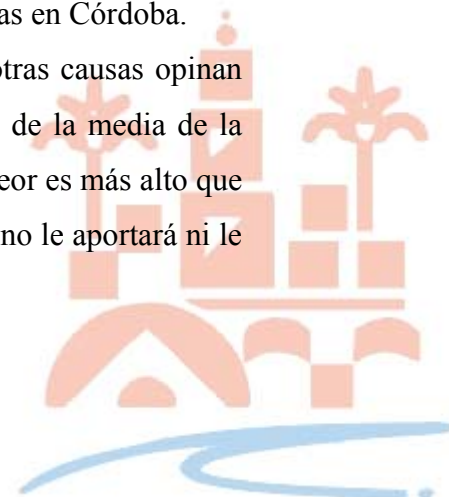 as en Córdoba.
otras causas opinan
de la media de la
eor es más alto que
no le aportará ni le